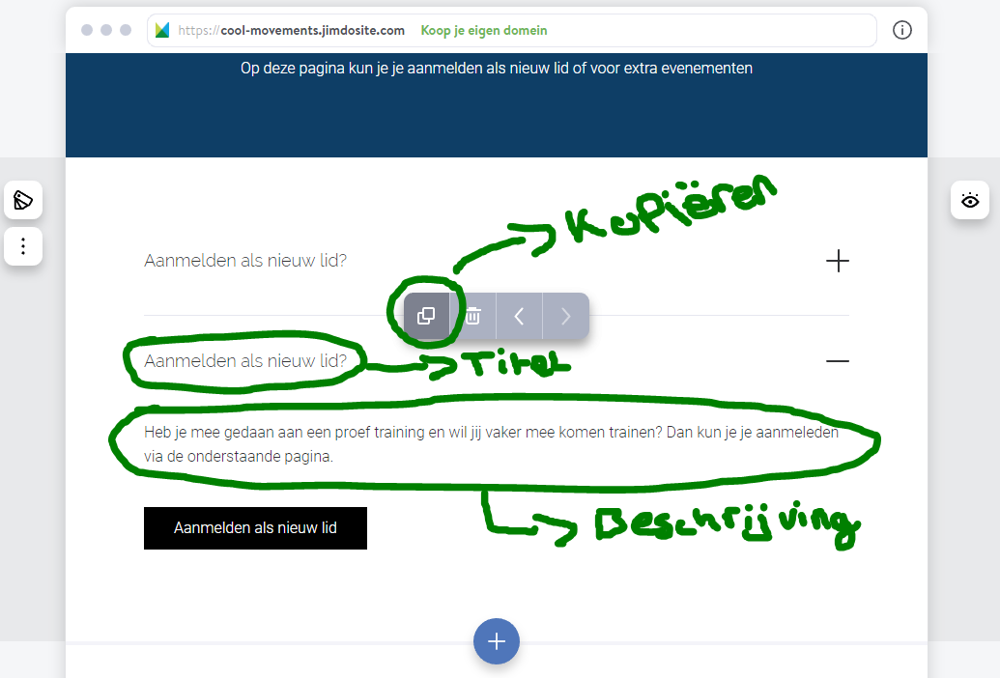 https://cool-movements.jimdosite.com Koop je eigen domein
Op deze pagina kun je je aanmelden als nieuw lid of voor extra evenementen
Kopiëren
Aanmelden als nieuw lid?
Aanmelden als nieuw lid?
Titel
Heb je mee gedaan aan een proef training en wil jij vaker mee komen trainen? Dan kun je je aanmeleden
via de onderstaande pagina.
Beschrijving
Aanmelden als nieuw lid